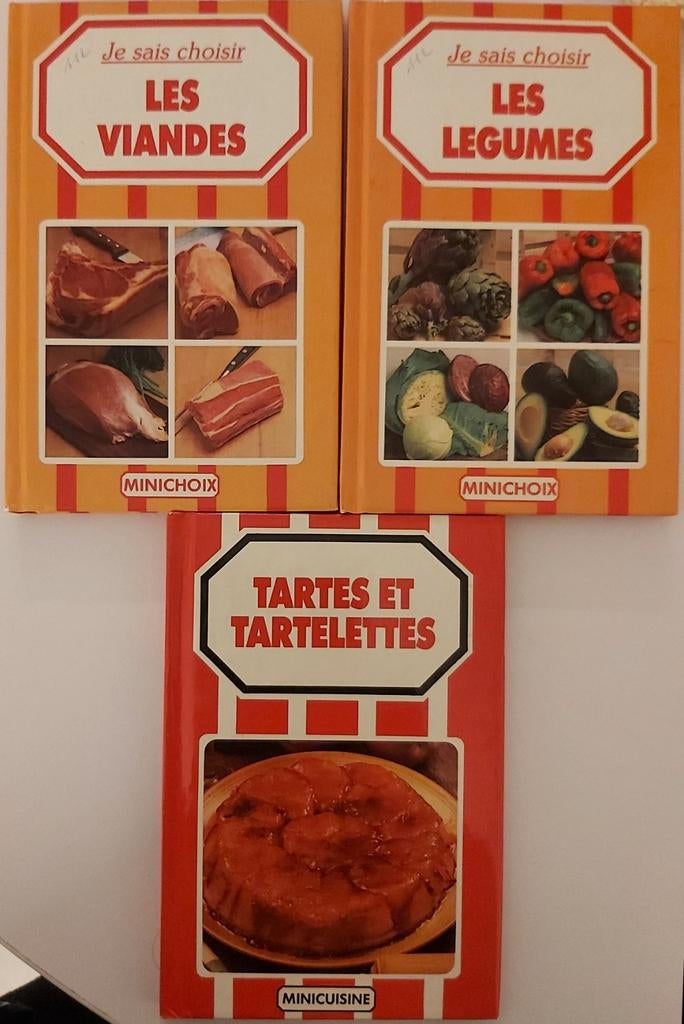 Je sais choisir
LES
VIANDES
MINICHOIX
Je sais choisir
LES
LEGUMES
MINICHOIX
TARTES ET
TARTELETTES
MINICUISINE